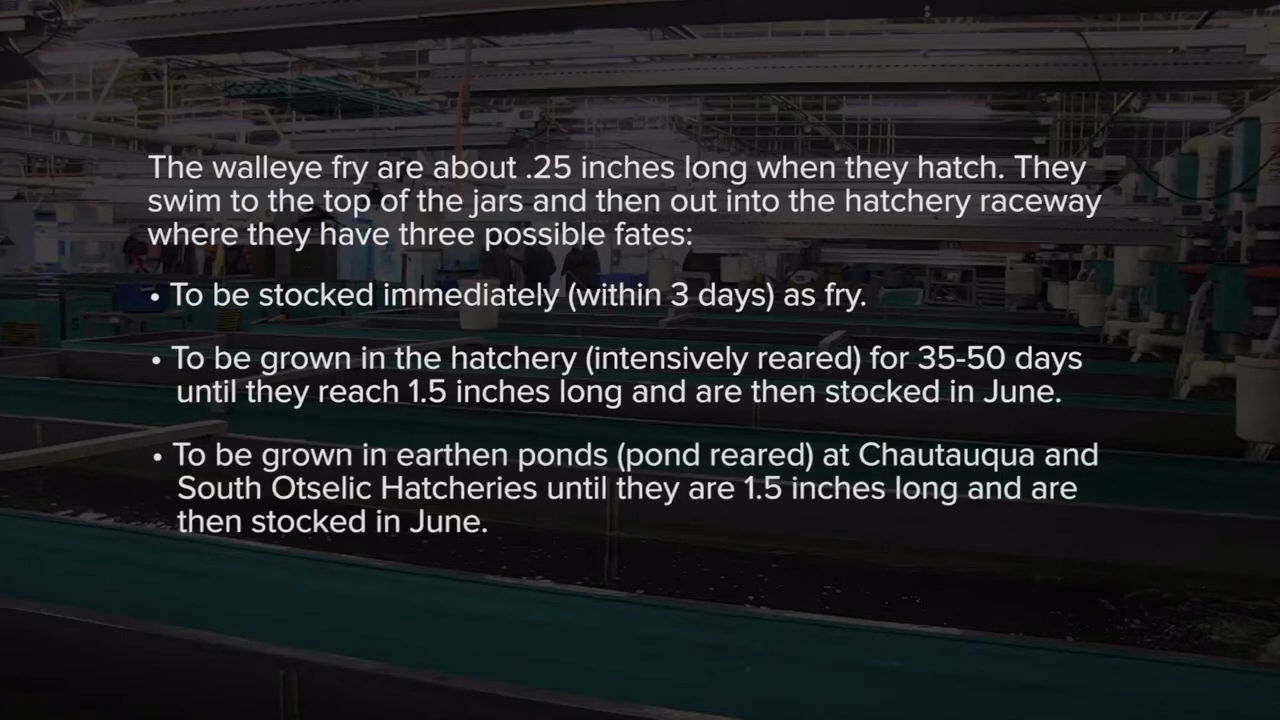 The walleye fry are about .25 inches long when they hatch. They
swim to the top of the jars and then out into the hatchery raceway
where they have three possible fates:
• To be stocked immediately (within 3 days) as fry.
• To be grown in the hatchery (intensively reared) for 35-50 days
until they reach 1.5 inches long and are then stocked in June.
• To be grown in earthen ponds (pond reared) at Chautauqua and
South Otselic Hatcheries until they are 1.5 inches long and are
then stocked in June.